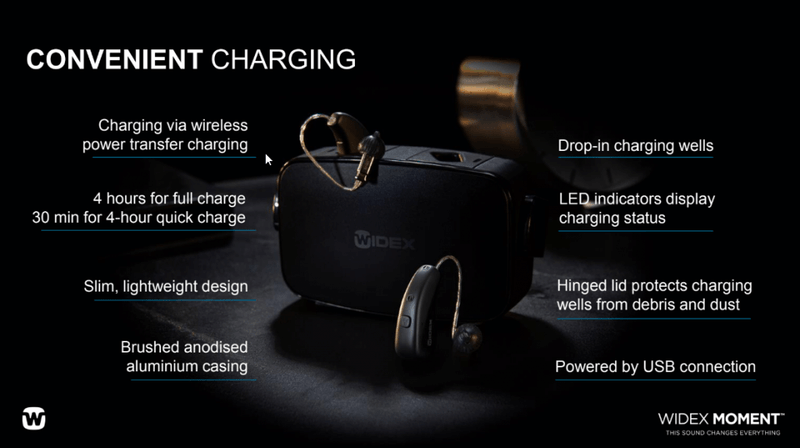 CONVENIENT CHARGING
Charging via wireless
power transfer charging
4 hours for full charge
30 min for 4-hour quick charge
Slim, lightweight design
Brushed anodised
aluminium casing
WIDEX
Drop-in charging wells
LED indicators display
charging status
Hinged lid protects charging
wells from debris and dust
Powered by USB connection
W
WIDEX MOMENT™
THIS SOUND CHANGES EVERYTHING